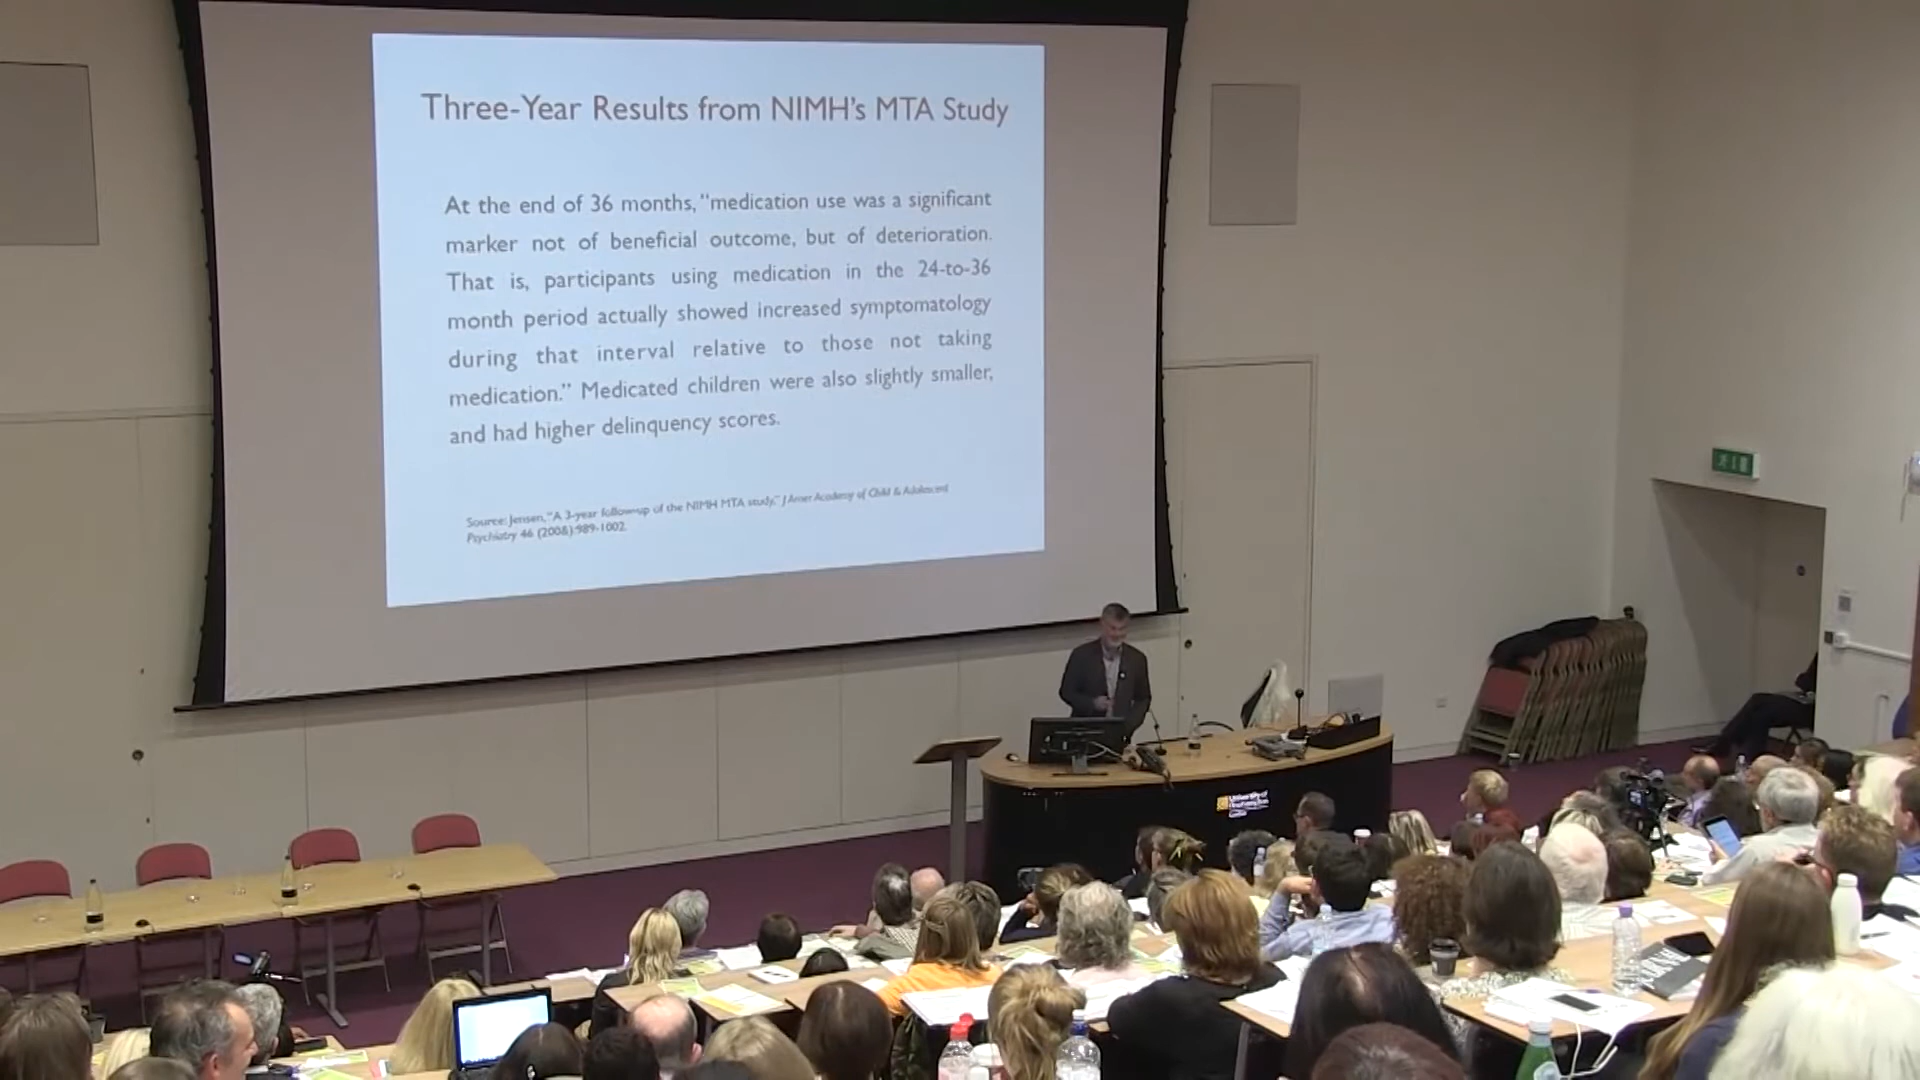 Three-Year Results from NIMH's MTA Study
At the end of 36 months, “medication use was a significant
marker not of beneficial outcome, but of deterioration.
That is, participants using medication in the 24-to-36
month period actually showed increased symptomatology
during that interval relative to those not taking
medication.” Medicated children were also slightly smaller,
and had higher delinquency scores.
Source: Jensen, “A 3-year follow-up of the NIMH MTA study,” J Amer Academy of Child & Adolescent
Psychiatry 46 (2008):989-1002
University of